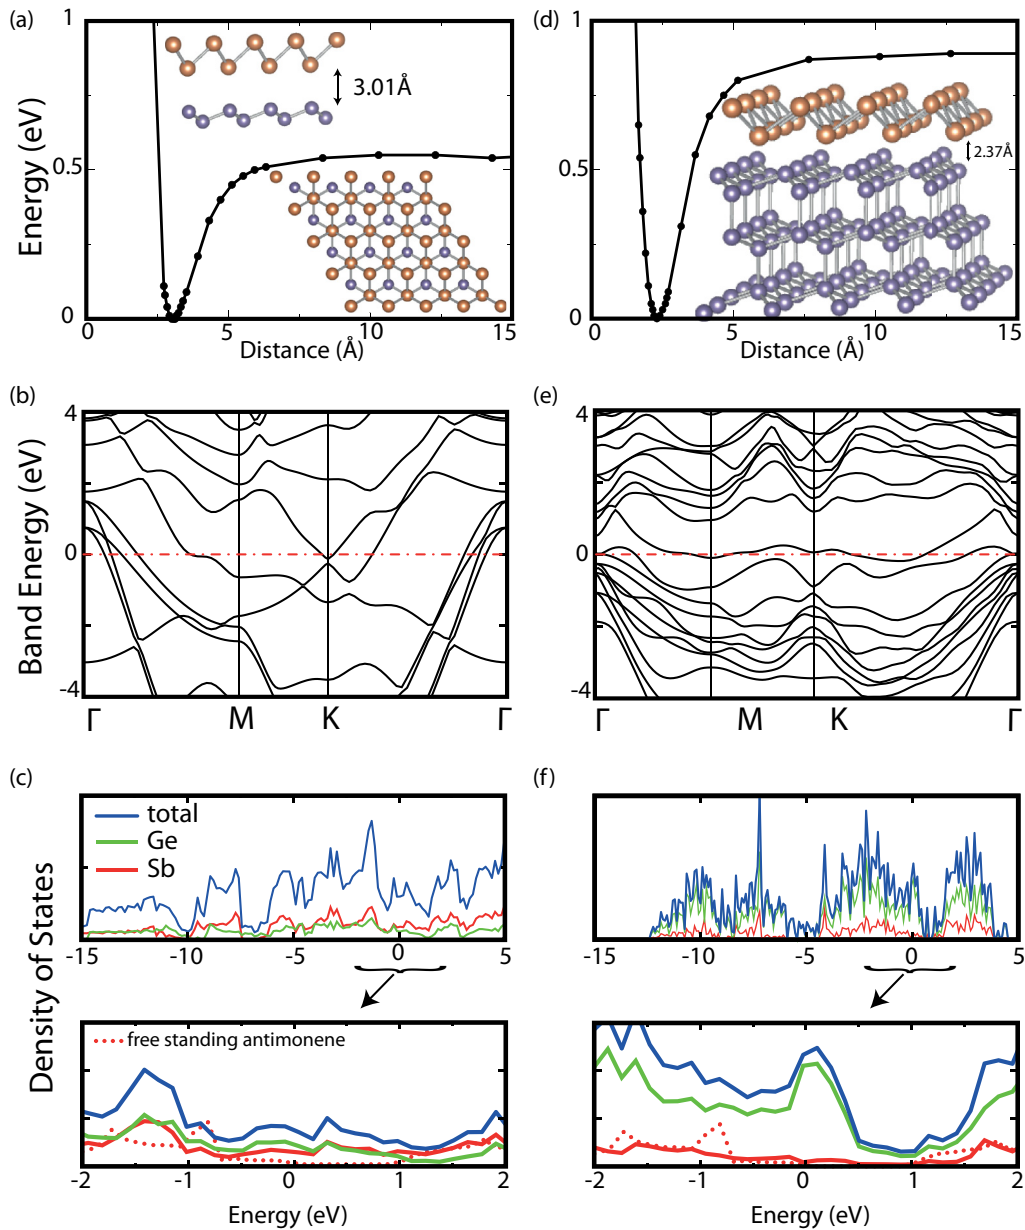 (a)
1
0.5
0
Energy (eV)
3.01Å
0
5
10
15
Distance (Å)
(d)
1
0.5
0
2.37Å
0
5
10
15
Distance (Å)
(b)
4
0
-4
Band Energy (eV)
Γ
M
K
Γ
(e)
4
0
-4
Γ
M
K
Γ
(c)
total
Ge
Sb
-15
-10
-5
0
5
Density of States
free standing antimonene
-2
-1
0
1
2
Energy (eV)
(f)
-15
-10
-5
0
5
-2
-1
0
1
2
Energy (eV)